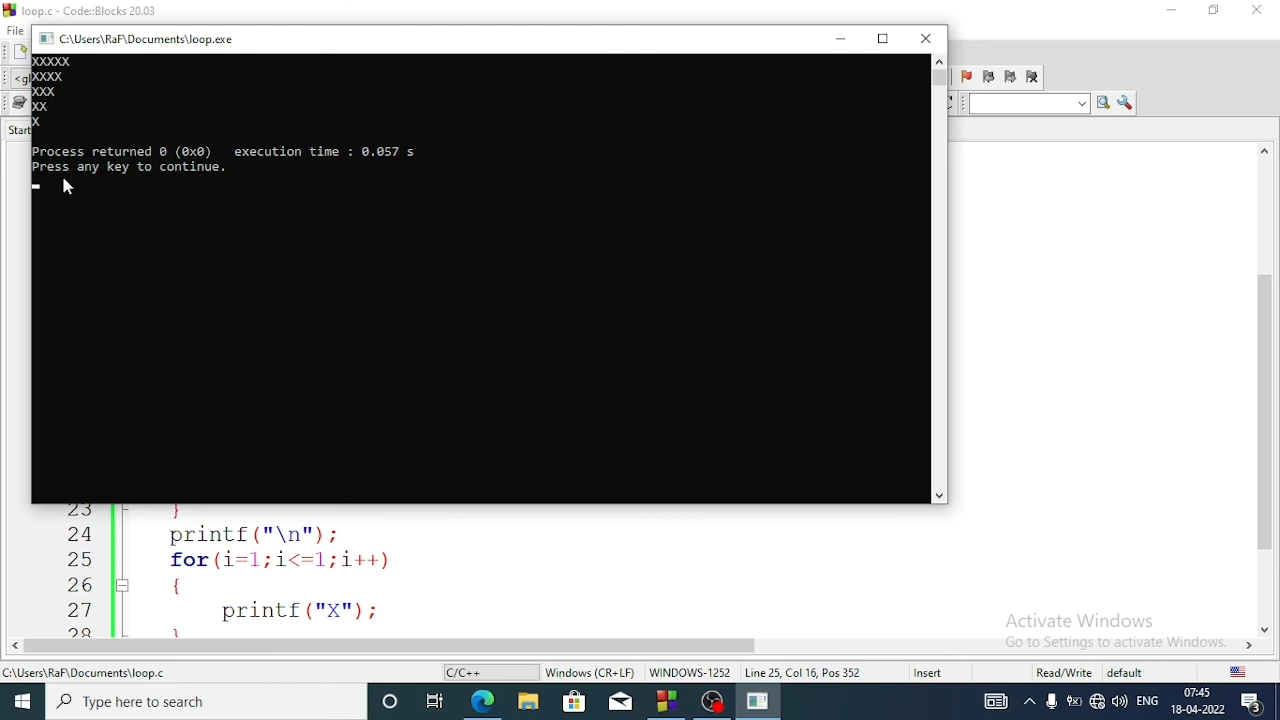 loop.c - Code::Blocks 20.03
File
C:\Users\RaF\Documents\loop.exe
XXXXX
XXXX
XXX
XX
X
Process returned 0 (0x0)   execution time : 0.057 s
Press any key to continue.
Start
23 }
24 printf("\n");
25 for(i=1;i<=1;i++)
26 {
27 printf("X");
28 }
Activate Windows
Go to Settings to activate Windows.
C:\Users\RaF\Documents\loop.c C/C++ Windows (CR+LF) WINDOWS-1252 Line 25, Col 16, Pos 352 Insert Read/Write default
Type here to search
ENG
07:45
18-04-2022
3